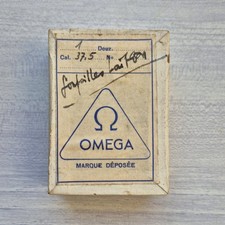 1 Douz.
Cal. 37,5 No
Ω
OMEGA
MARQUE DÉPOSÉE